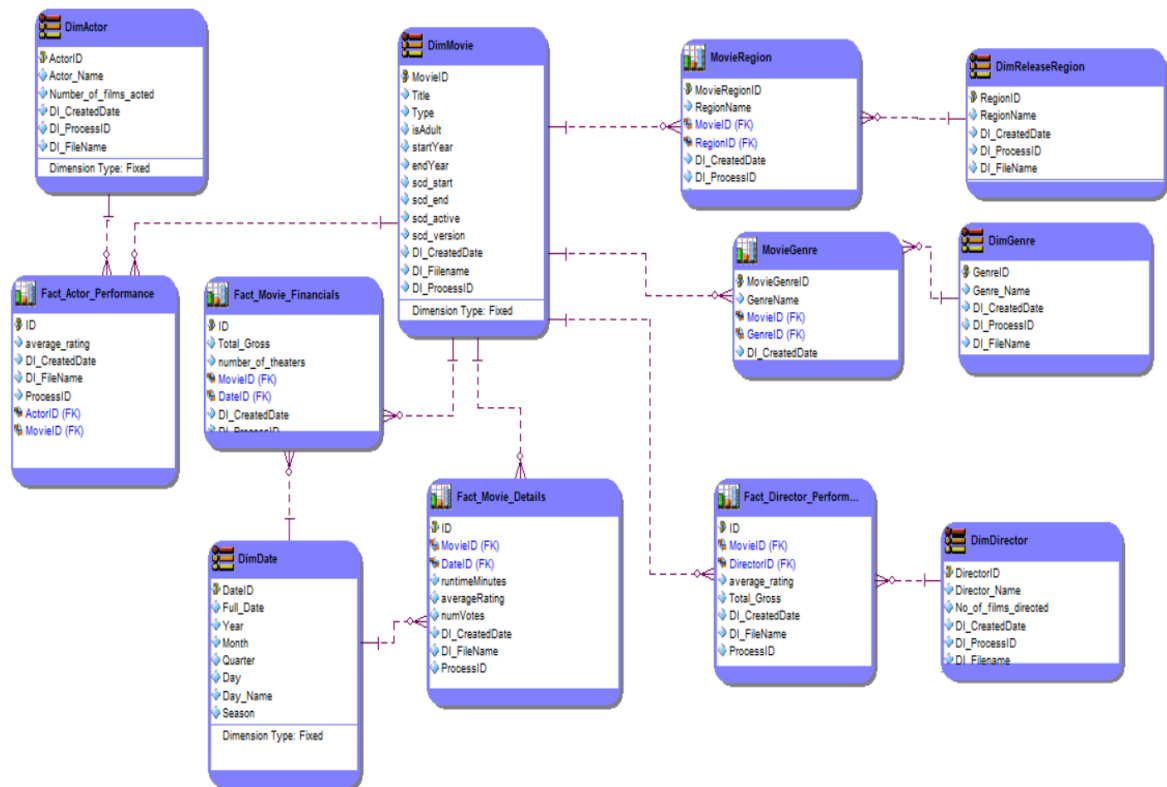 DimActor
ActorID
Actor_Name
Number_of_films_acted
DI_CreatedDate
DI_ProcessID
DI_FileName
Dimension Type: Fixed
DimMovie
MovieID
Title
Type
isAdult
startYear
endYear
scd_start
scd_end
scd_active
scd_version
DI_CreatedDate
DI_Filename
DI_ProcessID
Dimension Type: Fixed
MovieRegion
MovieRegionID
RegionName
MovieID (FK)
RegionID (FK)
DI_CreatedDate
DI_ProcessID
DimReleaseRegion
RegionID
RegionName
DI_CreatedDate
DI_ProcessID
DI_FileName
MovieGenre
MovieGenreID
GenreName
MovieID (FK)
GenreID (FK)
DI_CreatedDate
DimGenre
GenreID
Genre_Name
DI_CreatedDate
DI_ProcessID
DI_FileName
Fact_Actor_Performance
ID
average_rating
DI_CreatedDate
DI_FileName
ProcessID
ActorID (FK)
MovieID (FK)
Fact_Movie_Financials
ID
Total_Gross
number_of_theaters
MovieID (FK)
DateID (FK)
DI_CreatedDate
DI_ProcessID
Fact_Movie_Details
ID
MovieID (FK)
DateID (FK)
runtimeMinutes
averageRating
numVotes
DI_CreatedDate
DI_FileName
ProcessID
Fact_Director_Perform...
ID
MovieID (FK)
DirectorID (FK)
average_rating
Total_Gross
DI_CreatedDate
DI_FileName
ProcessID
DimDirector
DirectorID
Director_Name
No_of_films_directed
DI_CreatedDate
DI_ProcessID
DI_Filename
DimDate
DateID
Full_Date
Year
Month
Quarter
Day
Day_Name
Season
Dimension Type: Fixed